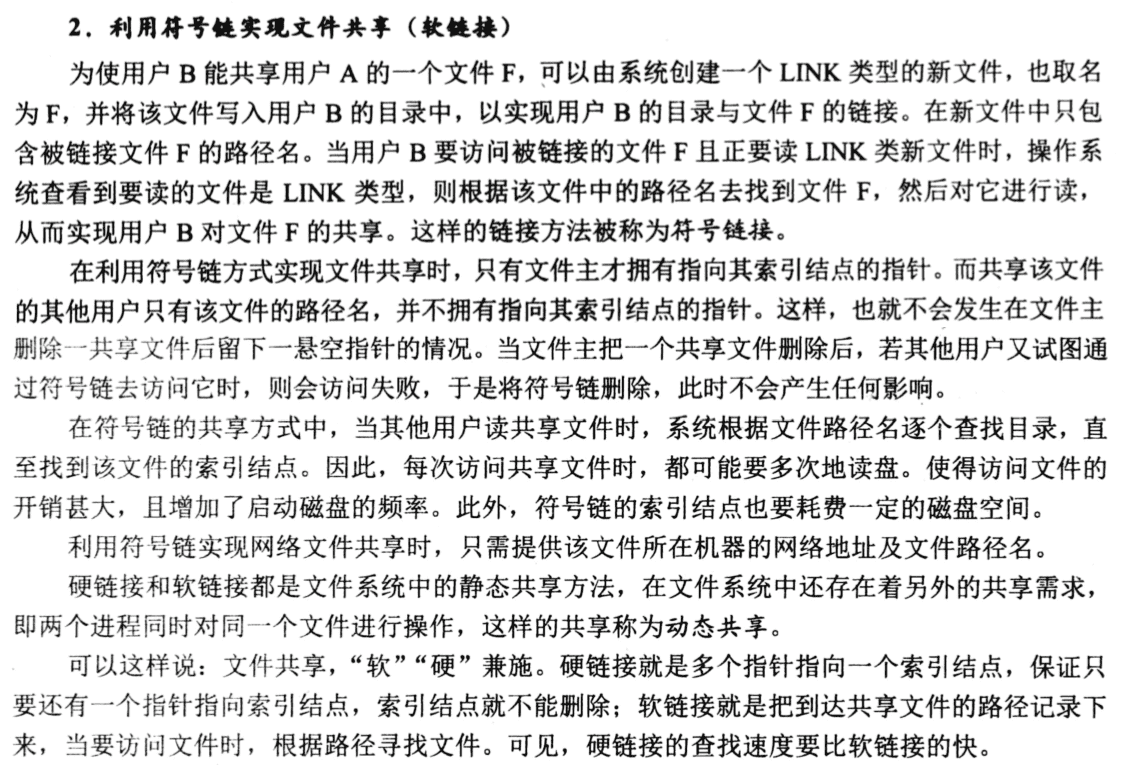 2．利用符号链实现文件共享（软链接）
为使用户 B 能共享用户 A 的一个文件 F，可以由系统创建一个 LINK 类型的新文件，也取名
为 F，并将该文件写入用户 B 的目录中，以实现用户 B 的目录与文件 F 的链接。在新文件中只包
含被链接文件 F 的路径名。当用户 B 要访问被链接的文件 F 且正要读 LINK 类新文件时，操作系
统查看到要读的文件是 LINK 类型，则根据该文件中的路径名去找到文件 F，然后对它进行读，
从而实现用户 B 对文件 F 的共享。这样的链接方法被称为符号链接。
在利用符号链方式实现文件共享时，只有文件主才拥有指向其索引结点的指针。而共享该文件
的其他用户只有该文件的路径名，并不拥有指向其索引结点的指针。这样，也就不会发生在文件主
删除一共享文件后留下一悬空指针的情况。当文件主把一个共享文件删除后，若其他用户又试图通
过符号链去访问它时，则会访问失败，于是将符号链删除，此时不会产生任何影响。
在符号链的共享方式中，当其他用户读共享文件时，系统根据文件路径名逐个查找目录，直
至找到该文件的索引结点。因此，每次访问共享文件时，都可能要多次地读盘。使得访问文件的
开销甚大，且增加了启动磁盘的频率。此外，符号链的索引结点也要耗费一定的磁盘空间。
利用符号链实现网络文件共享时，只需提供该文件所在机器的网络地址及文件路径名。
硬链接和软链接都是文件系统中的静态共享方法，在文件系统中还存在着另外的共享需求，
即两个进程同时对同一个文件进行操作，这样的共享称为动态共享。
可以这样说：文件共享，“软”“硬”兼施。硬链接就是多个指针指向一个索引结点，保证只
要还有一个指针指向索引结点，索引结点就不能删除；软链接就是把到达共享文件的路径记录下
来，当要访问文件时，根据路径寻找文件。可见，硬链接的查找速度要比软链接的快。